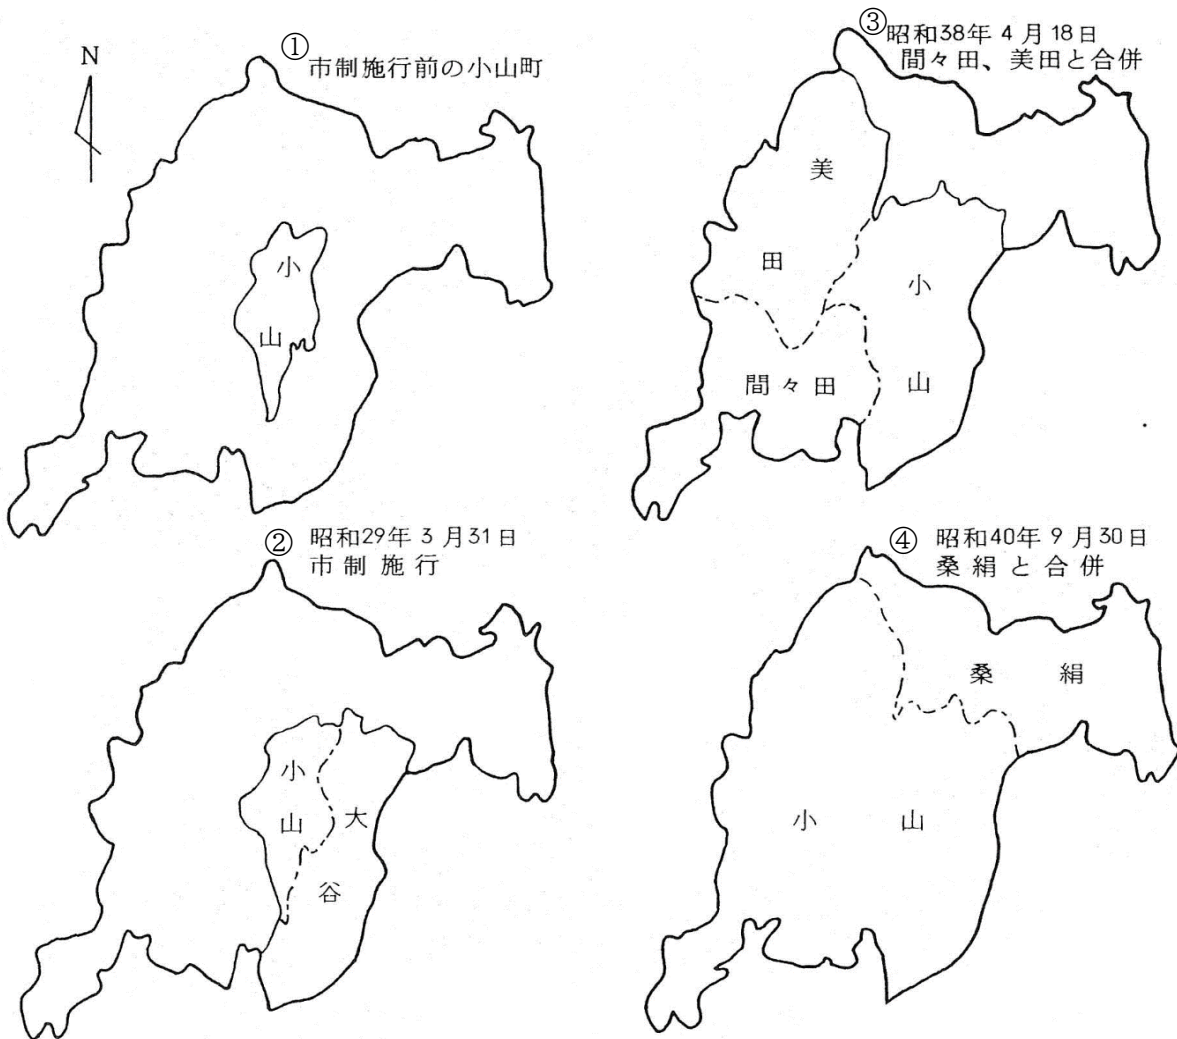 N
①
市制施行前の小山町
小
山
②
昭和29年3月31日
市制施行
小
山
大
谷
③
昭和38年4月18日
間々田、美田と合併
美
田
小
山
間々田
④
昭和40年9月30日
桑絹と合併
桑 絹
小 山